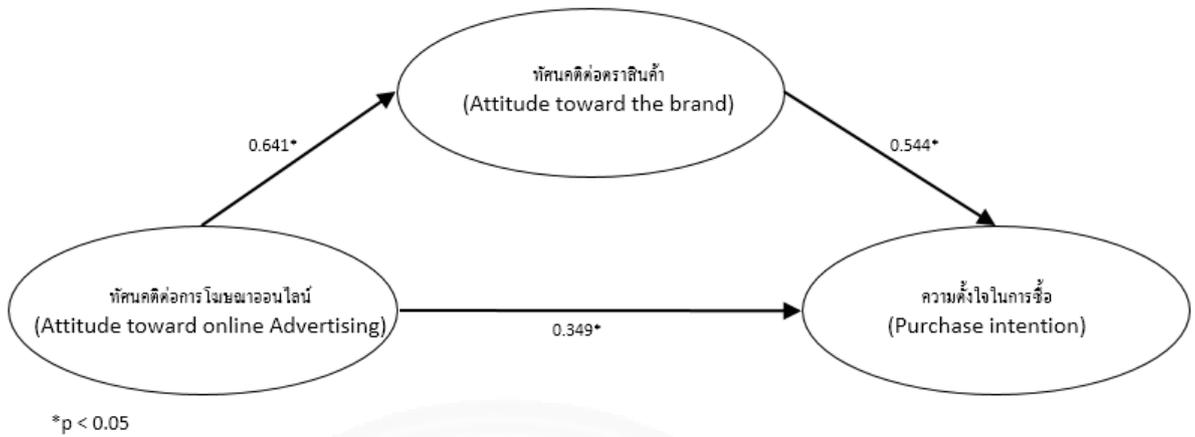 ทัศนคติต่อตราสินค้า
(Attitude toward the brand)
0.641*
0.544*
ทัศนคติต่อการโฆษณาออนไลน์
(Attitude toward online Advertising)
0.349*
ความตั้งใจในการซื้อ
(Purchase intention)
*p < 0.05